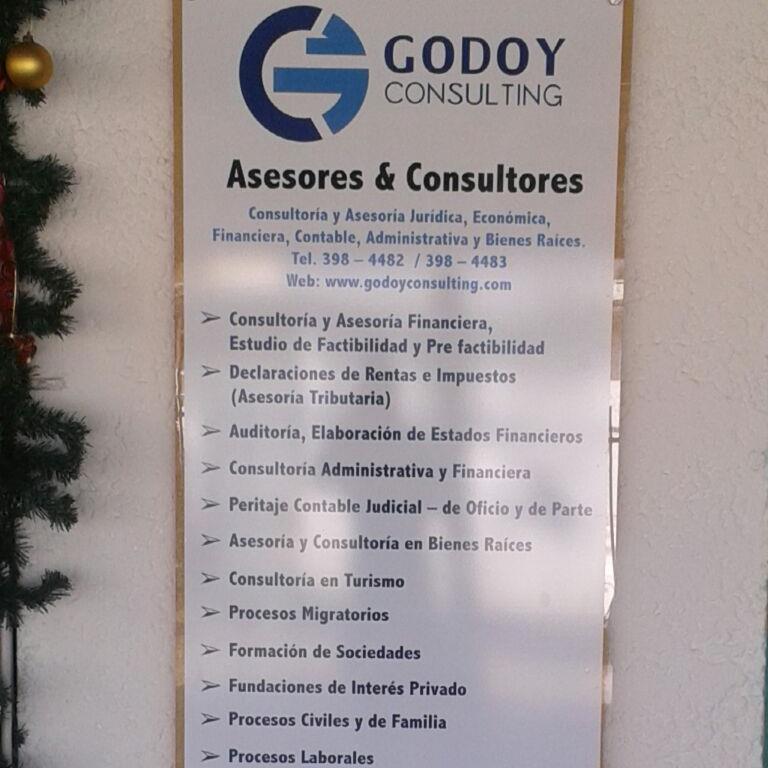 GODOY
CONSULTING
Asesores & Consultores
Consultoría y Asesoría Jurídica, Económica,
Financiera, Contable, Administrativa y Bienes Raíces.
Tel. 398 – 4482 / 398 – 4483
Web: www.godoyconsulting.com
➢ Consultoría y Asesoría Financiera,
Estudio de Factibilidad y Pre factibilidad
➢ Declaraciones de Rentas e Impuestos
(Asesoría Tributaria)
➢ Auditoría, Elaboración de Estados Financieros
➢ Consultoría Administrativa y Financiera
➢ Peritaje Contable Judicial – de Oficio y de Parte
➢ Asesoría y Consultoría en Bienes Raíces
➢ Consultoría en Turismo
➢ Procesos Migratorios
➢ Formación de Sociedades
➢ Fundaciones de Interés Privado
➢ Procesos Civiles y de Familia
➢ Procesos Laborales